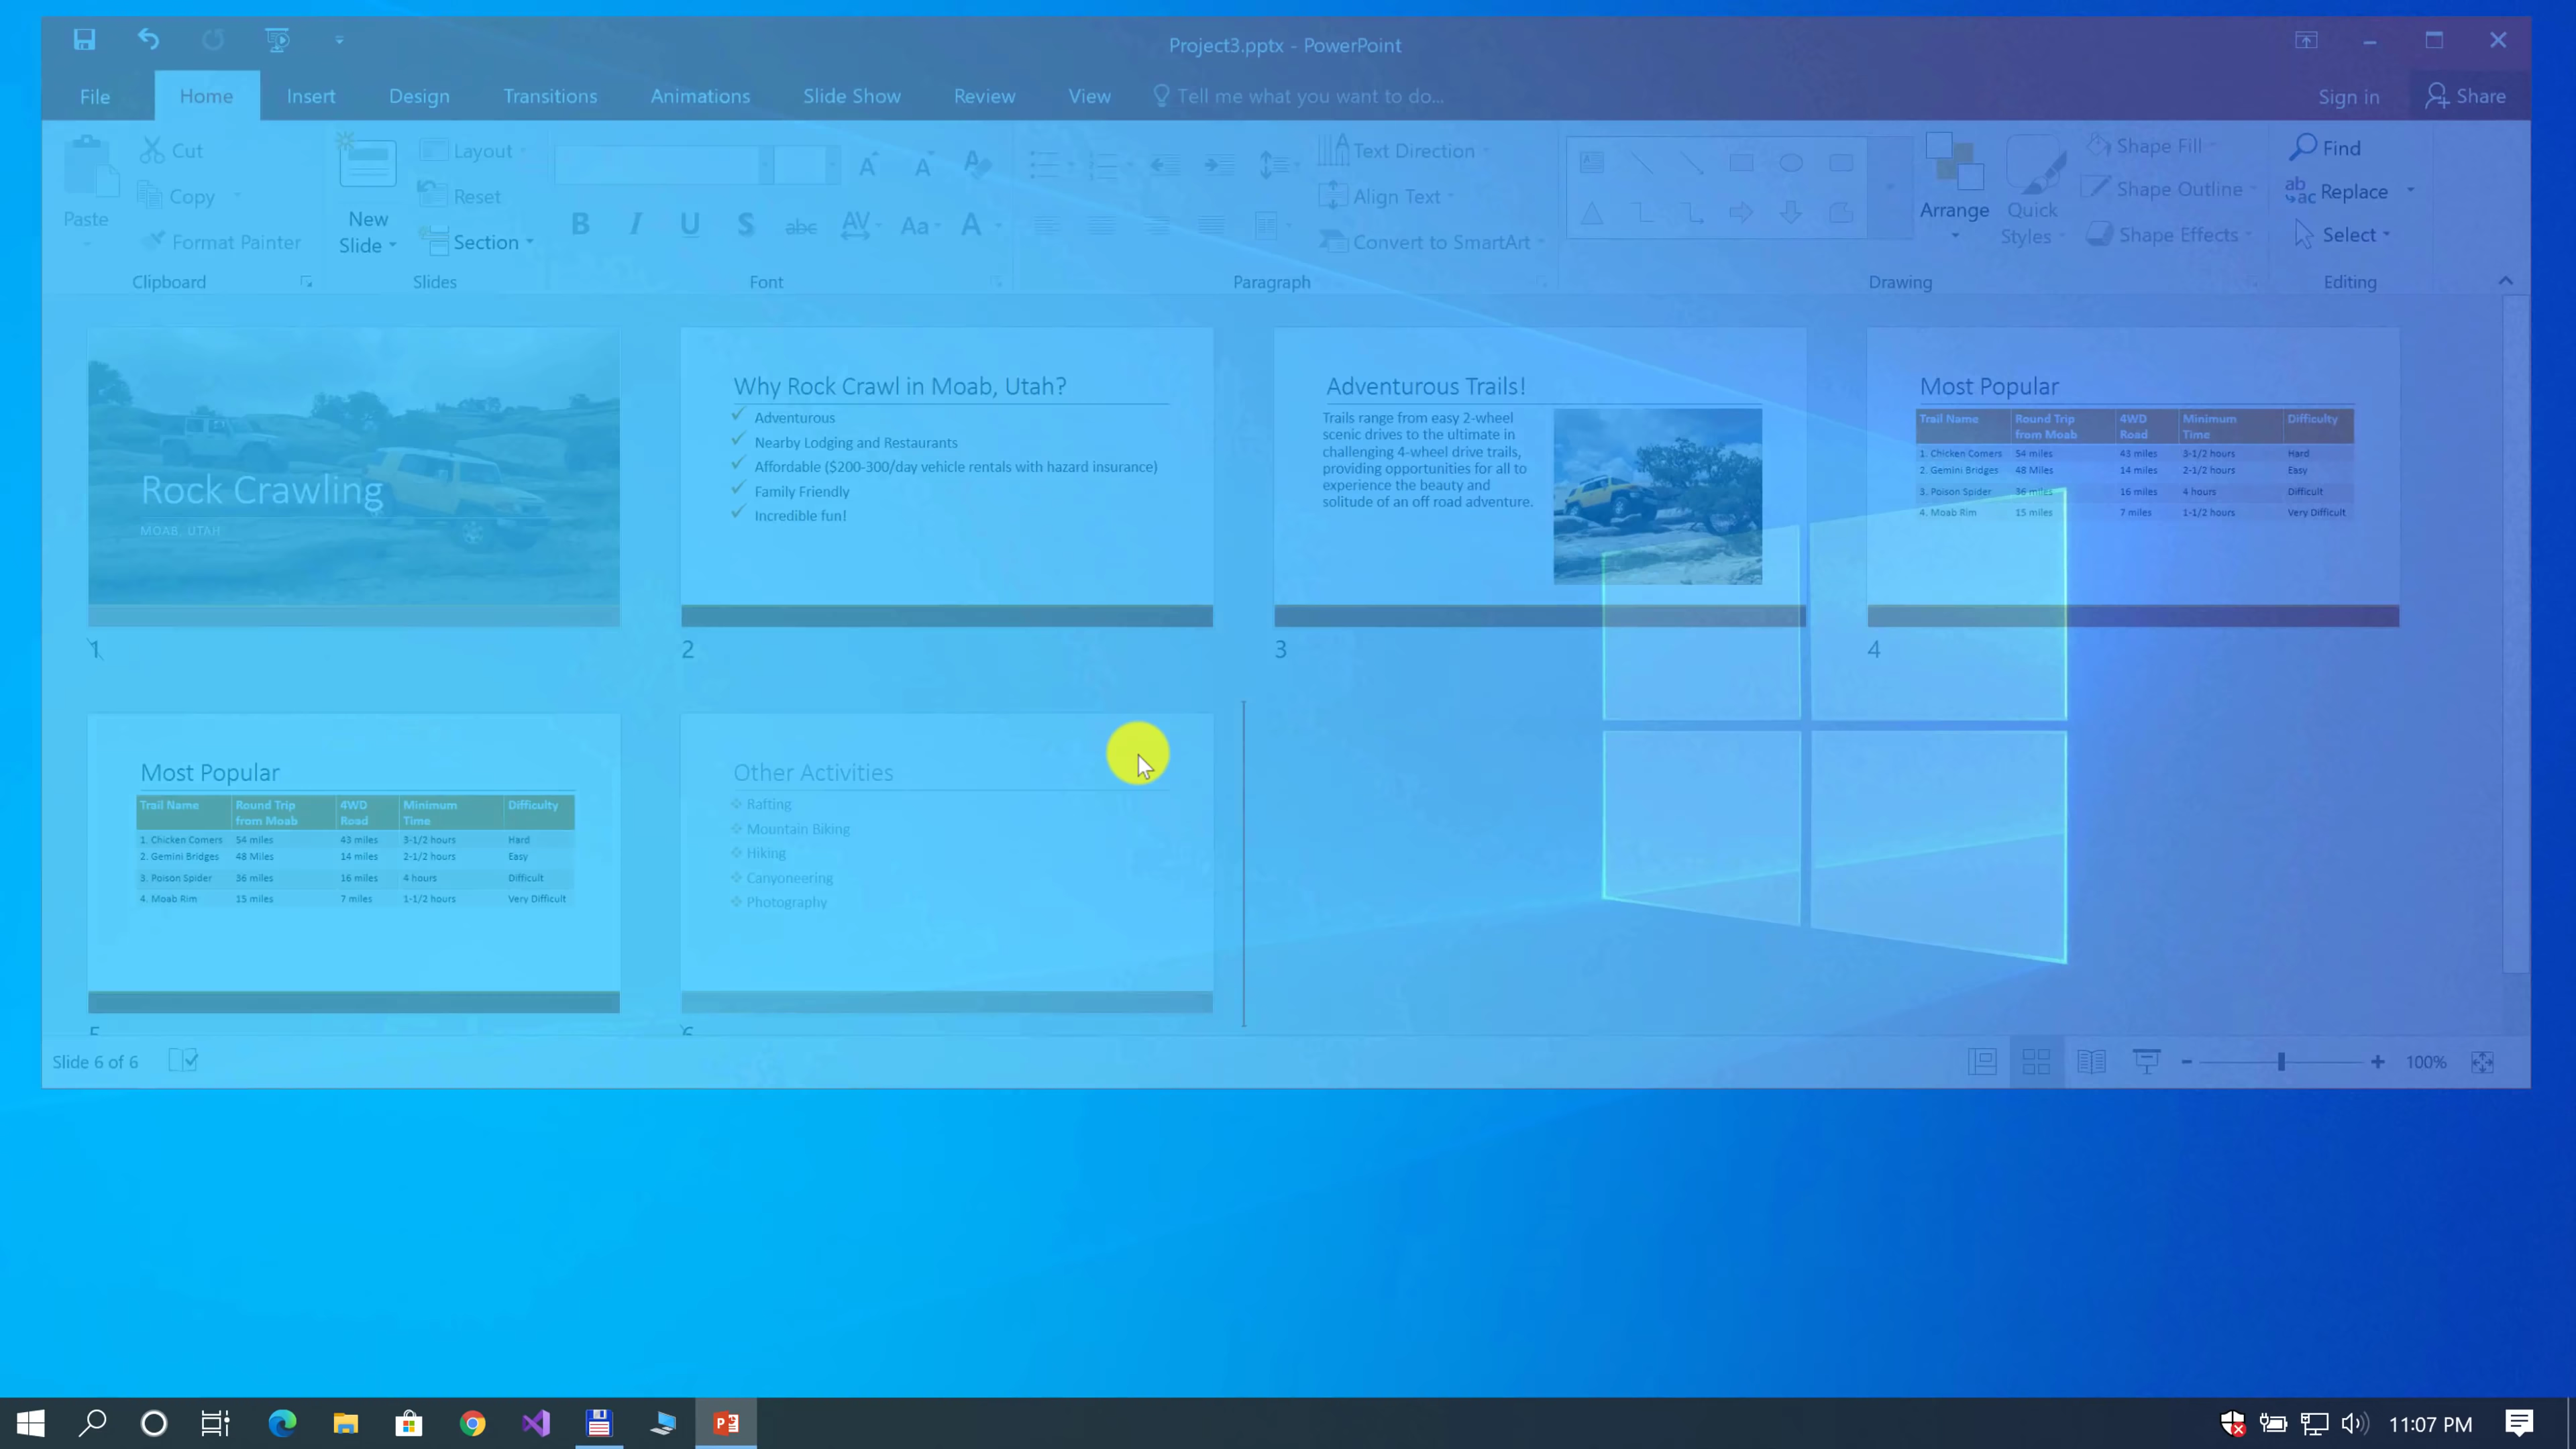 Project3.pptx - PowerPoint
File Home Insert Design Transitions Animations Slide Show Review View Tell me what you want to do... Sign in Share
Paste
Cut
Copy
Format Painter
Clipboard
New
Slide
Layout
Reset
Section
Slides
B I U S abc AV Aa A
Font
Text Direction
Align Text
Convert to SmartArt
Paragraph
Arrange
Quick
Styles
Shape Fill
Shape Outline
Shape Effects
Drawing
Find
Replace
Select
Editing
Rock Crawling
MOAB, UTAH
1
Why Rock Crawl in Moab, Utah?
Adventurous
Nearby Lodging and Restaurants
Affordable ($200-300/day vehicle rentals with hazard insurance)
Family Friendly
Incredible fun!
2
Adventurous Trails!
Trails range from easy 2-wheel
scenic drives to the ultimate in
challenging 4-wheel drive trails,
providing opportunities for all to
experience the beauty and
solitude of an off road adventure.
3
Most Popular
Trail Name Round Trip from Moab 4WD Road Minimum Time Difficulty
1. Chicken Corners 54 miles 43 miles 3-1/2 hours Hard
2. Gemini Bridges 48 Miles 14 miles 2-1/2 hours Easy
3. Poison Spider 36 miles 16 miles 4 hours Difficult
4. Moab Rim 15 miles 7 miles 1-1/2 hours Very Difficult
4
Most Popular
Trail Name Round Trip from Moab 4WD Road Minimum Time Difficulty
1. Chicken Corners 54 miles 43 miles 3-1/2 hours Hard
2. Gemini Bridges 48 Miles 14 miles 2-1/2 hours Easy
3. Poison Spider 36 miles 16 miles 4 hours Difficult
4. Moab Rim 15 miles 7 miles 1-1/2 hours Very Difficult
5
Other Activities
Rafting
Mountain Biking
Hiking
Canyoneering
Photography
6
Slide 6 of 6
100%
11:07 PM